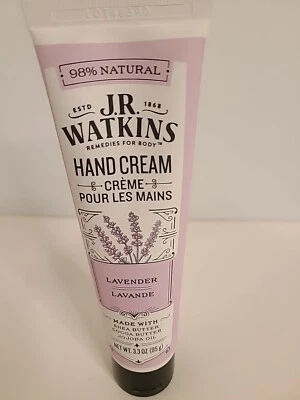 98% NATURAL
ESTD 1868
J.R.
WATKINS
REMEDIES FOR BODY™
HAND CREAM
CRÈME
POUR LES MAINS
LAVENDER
LAVANDE
MADE WITH
SHEA BUTTER
COCOA BUTTER
JOJOBA OIL
NET WT. 3.3 OZ (95 g)